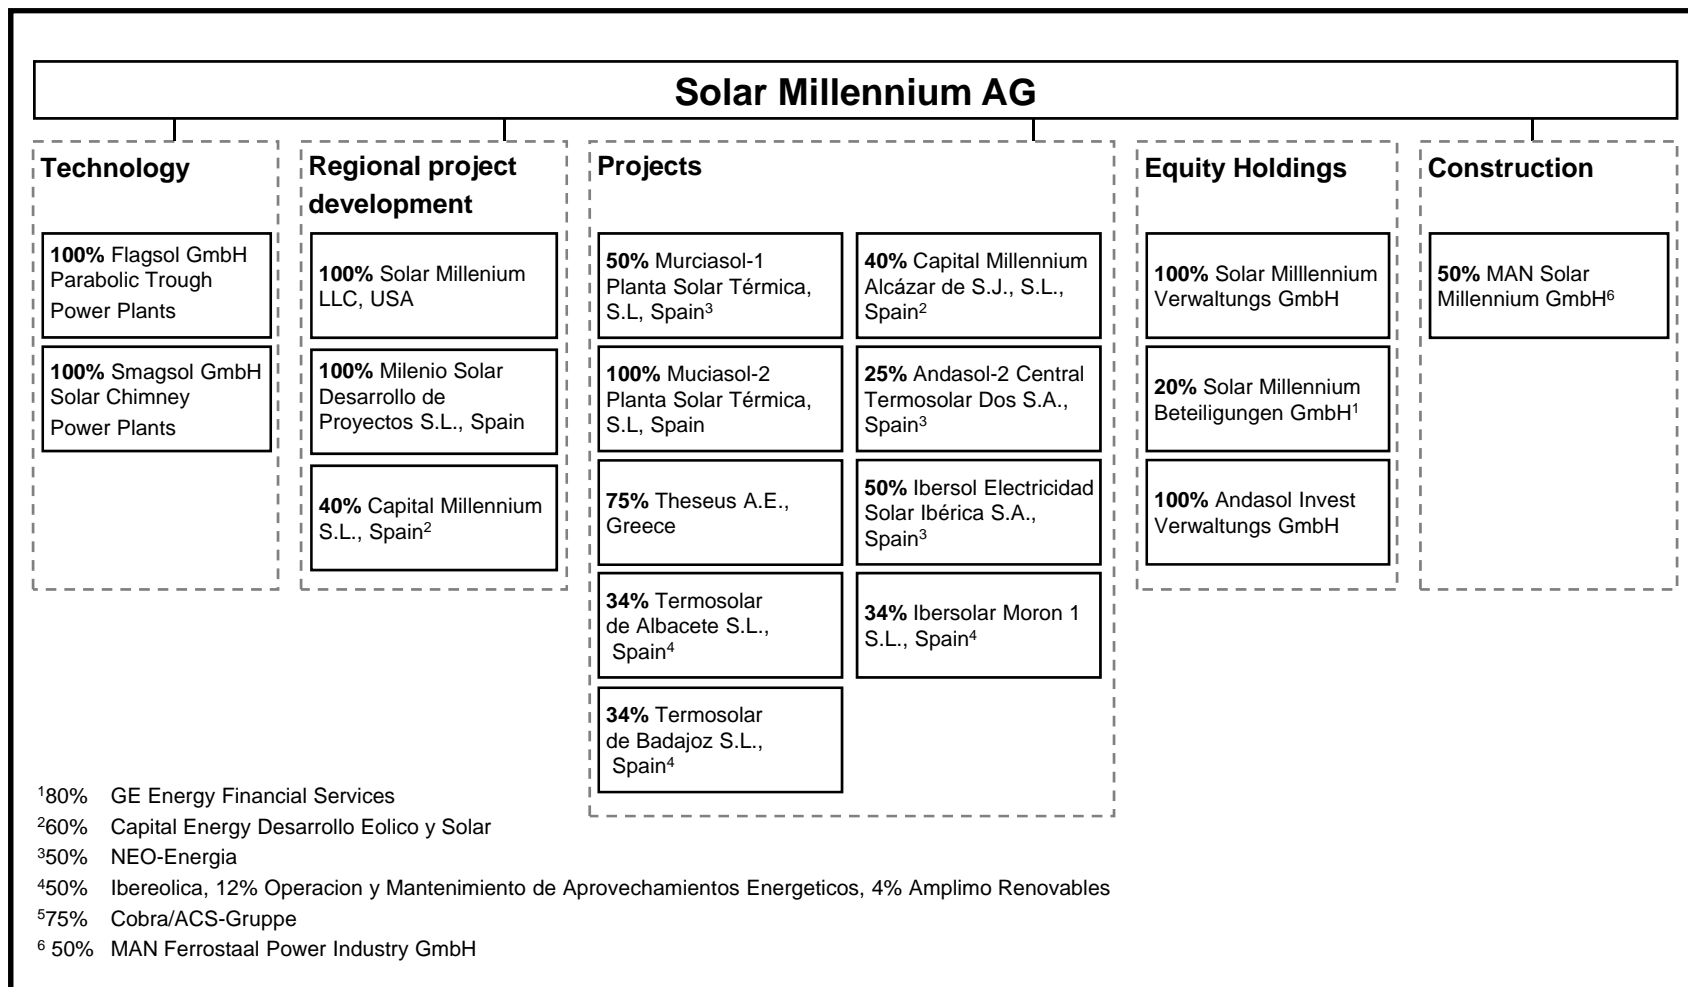 Solar Millennium AG
Technology
100% Flagsol GmbH
Parabolic Trough
Power Plants
100% Smagsol GmbH
Solar Chimney
Power Plants
Regional project
development
100% Solar Millenium
LLC, USA
100% Milenio Solar
Desarrollo de
Proyectos S.L., Spain
40% Capital Millennium
S.L., Spain²
Projects
50% Murciasol-1
Planta Solar Térmica,
S.L, Spain³
100% Muciasol-2
Planta Solar Térmica,
S.L, Spain
75% Theseus A.E.,
Greece
34% Termosolar
de Albacete S.L.,
Spain⁴
34% Termosolar
de Badajoz S.L.,
Spain⁴
40% Capital Millennium
Alcázar de S.J., S.L.,
Spain²
25% Andasol-2 Central
Termosolar Dos S.A.,
Spain³
50% Ibersol Electricidad
Solar Ibérica S.A.,
Spain³
34% Ibersolar Moron 1
S.L., Spain⁴
Equity Holdings
100% Solar Milllennium
Verwaltungs GmbH
20% Solar Millennium
Beteiligungen GmbH¹
100% Andasol Invest
Verwaltungs GmbH
Construction
50% MAN Solar
Millennium GmbH⁶
¹80% GE Energy Financial Services
²60% Capital Energy Desarrollo Eolico y Solar
³50% NEO-Energia
⁴50% Ibereolica, 12% Operacion y Mantenimiento de Aprovechamientos Energeticos, 4% Amplimo Renovables
⁵75% Cobra/ACS-Gruppe
⁶ 50% MAN Ferrostaal Power Industry GmbH